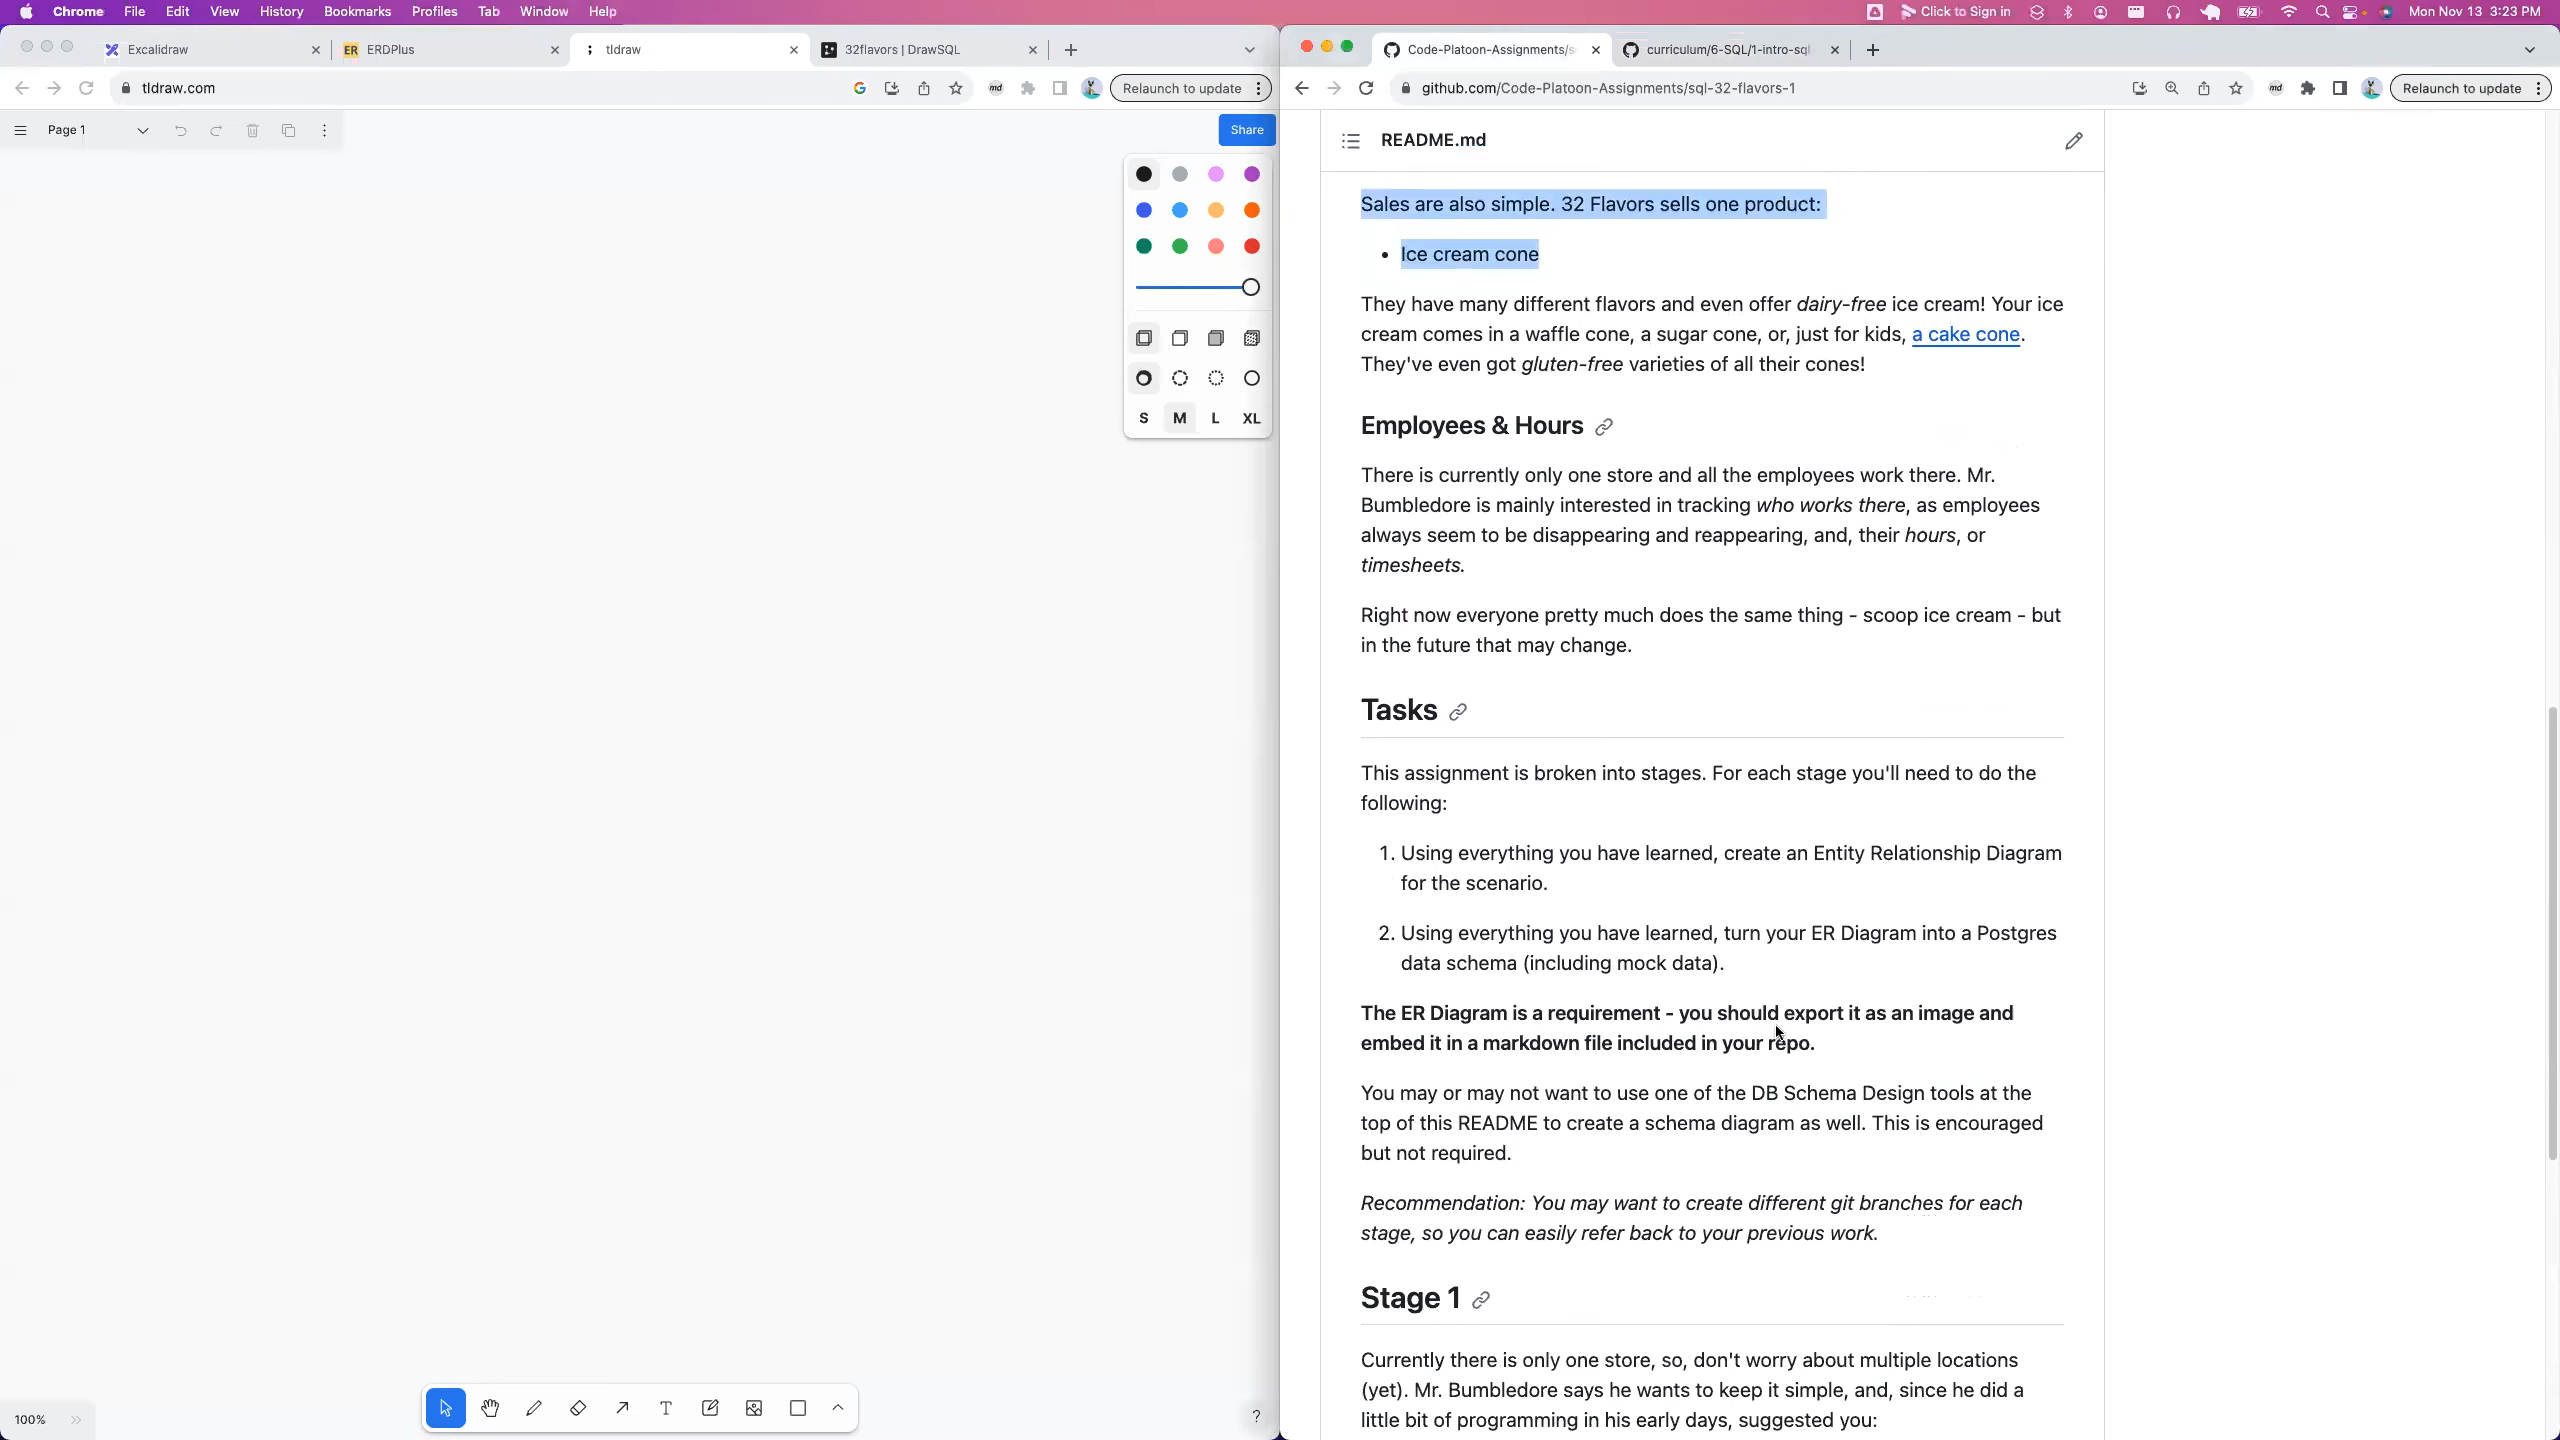 Chrome File Edit View History Bookmarks Profiles Tab Window Help
Click to Sign in
Mon Nov 13 3:23 PM
Excalidraw
ER ERDPlus
tldraw
32flavors | DrawSQL
tldraw.com
Relaunch to update
Page 1
Share
S M L XL
100%
?
Code-Platoon-Assignments/s
curriculum/6-SQL/1-intro-sql
github.com/Code-Platoon-Assignments/sql-32-flavors-1
Relaunch to update
README.md
Sales are also simple. 32 Flavors sells one product:
• Ice cream cone
They have many different flavors and even offer dairy-free ice cream! Your ice
cream comes in a waffle cone, a sugar cone, or, just for kids, a cake cone.
They've even got gluten-free varieties of all their cones!
Employees & Hours
There is currently only one store and all the employees work there. Mr.
Bumbledore is mainly interested in tracking who works there, as employees
always seem to be disappearing and reappearing, and, their hours, or
timesheets.
Right now everyone pretty much does the same thing - scoop ice cream - but
in the future that may change.
Tasks
This assignment is broken into stages. For each stage you'll need to do the
following:
1. Using everything you have learned, create an Entity Relationship Diagram
for the scenario.
2. Using everything you have learned, turn your ER Diagram into a Postgres
data schema (including mock data).
The ER Diagram is a requirement - you should export it as an image and
embed it in a markdown file included in your repo.
You may or may not want to use one of the DB Schema Design tools at the
top of this README to create a schema diagram as well. This is encouraged
but not required.
Recommendation: You may want to create different git branches for each
stage, so you can easily refer back to your previous work.
Stage 1
Currently there is only one store, so, don't worry about multiple locations
(yet). Mr. Bumbledore says he wants to keep it simple, and, since he did a
little bit of programming in his early days, suggested you: